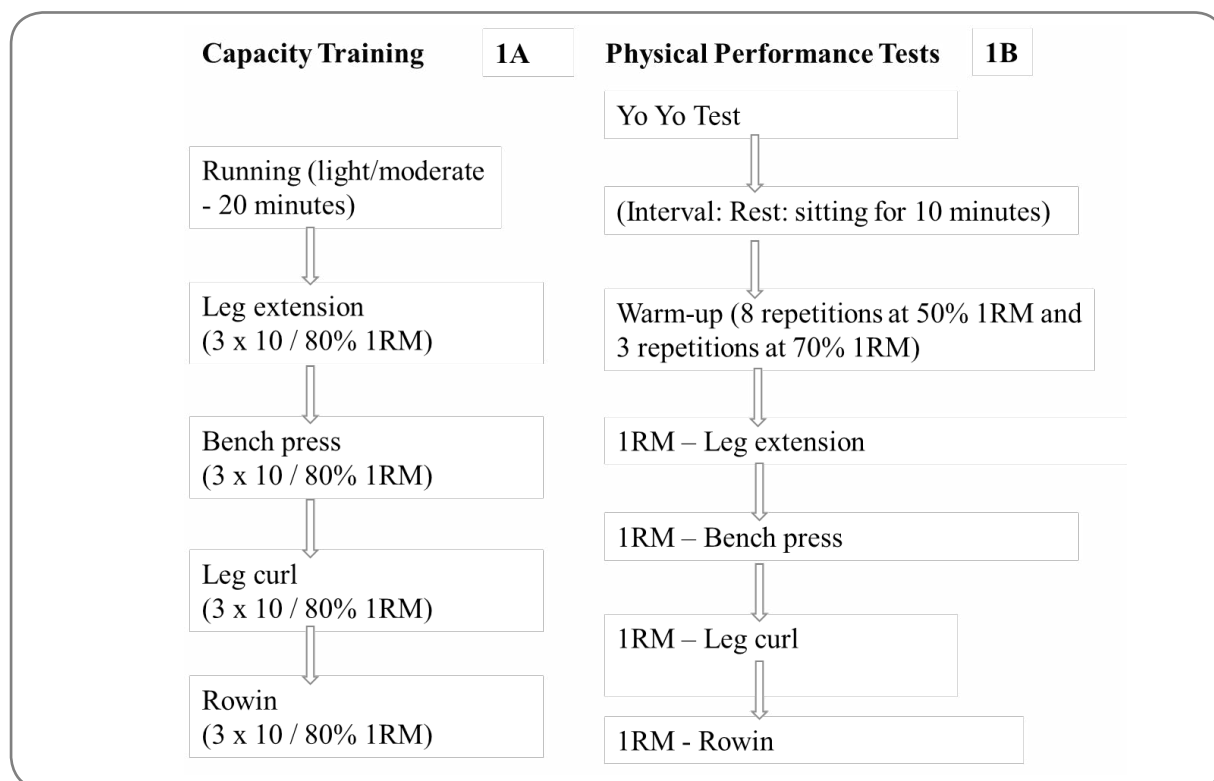 Capacity Training
1A
Running (light/moderate
- 20 minutes)
Leg extension
(3 x 10 / 80% 1RM)
Bench press
(3 x 10 / 80% 1RM)
Leg curl
(3 x 10 / 80% 1RM)
Rowin
(3 x 10 / 80% 1RM)
Physical Performance Tests
1B
Yo Yo Test
(Interval: Rest: sitting for 10 minutes)
Warm-up (8 repetitions at 50% 1RM and
3 repetitions at 70% 1RM)
1RM – Leg extension
1RM – Bench press
1RM – Leg curl
1RM - Rowin